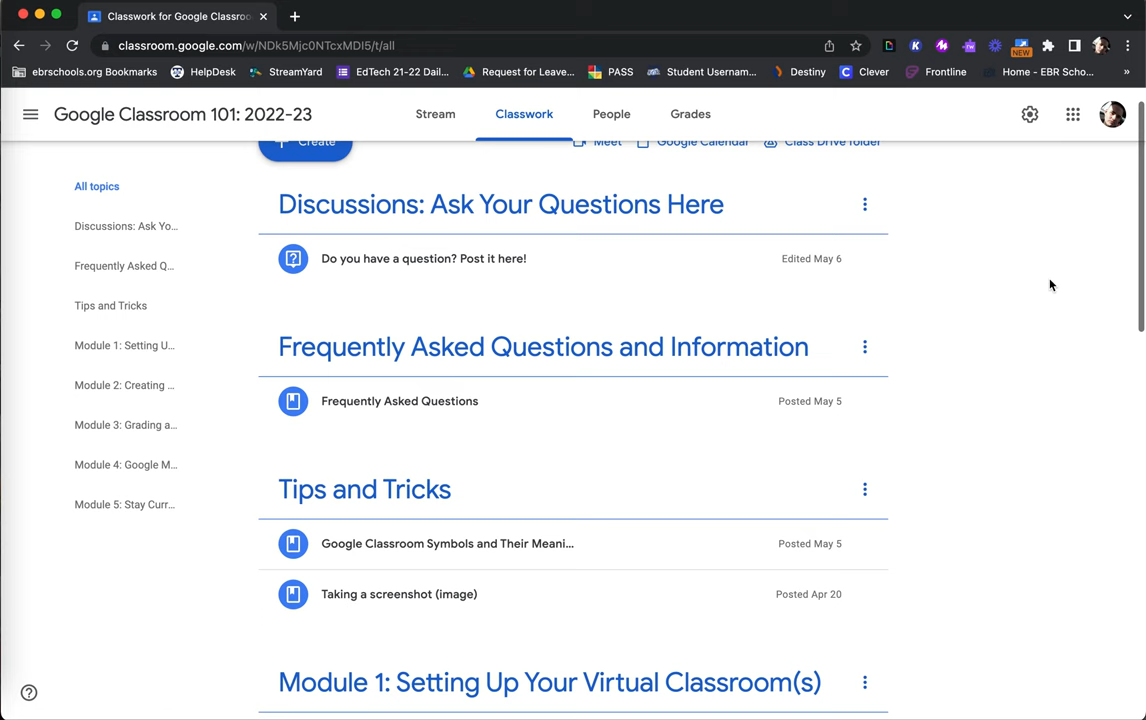 Classwork for Google Classroo
classroom.google.com/w/NDk5Mjc0NTcxMDI5/t/all
NEW
ebrschools.org Bookmarks
HelpDesk
StreamYard
EdTech 21-22 Dail...
Request for Leave...
PASS
Student Usernam...
Destiny
Clever
Frontline
Home - EBR Scho...
»
Google Classroom 101: 2022-23
Stream
Classwork
People
Grades
+ Create
Meet
Google Calendar
Class Drive folder
All topics
Discussions: Ask Yo...
Frequently Asked Q...
Tips and Tricks
Module 1: Setting U...
Module 2: Creating ...
Module 3: Grading a...
Module 4: Google M...
Module 5: Stay Curr...
Discussions: Ask Your Questions Here
Do you have a question? Post it here!
Edited May 6
Frequently Asked Questions and Information
Frequently Asked Questions
Posted May 5
Tips and Tricks
Google Classroom Symbols and Their Meani...
Posted May 5
Taking a screenshot (image)
Posted Apr 20
Module 1: Setting Up Your Virtual Classroom(s)